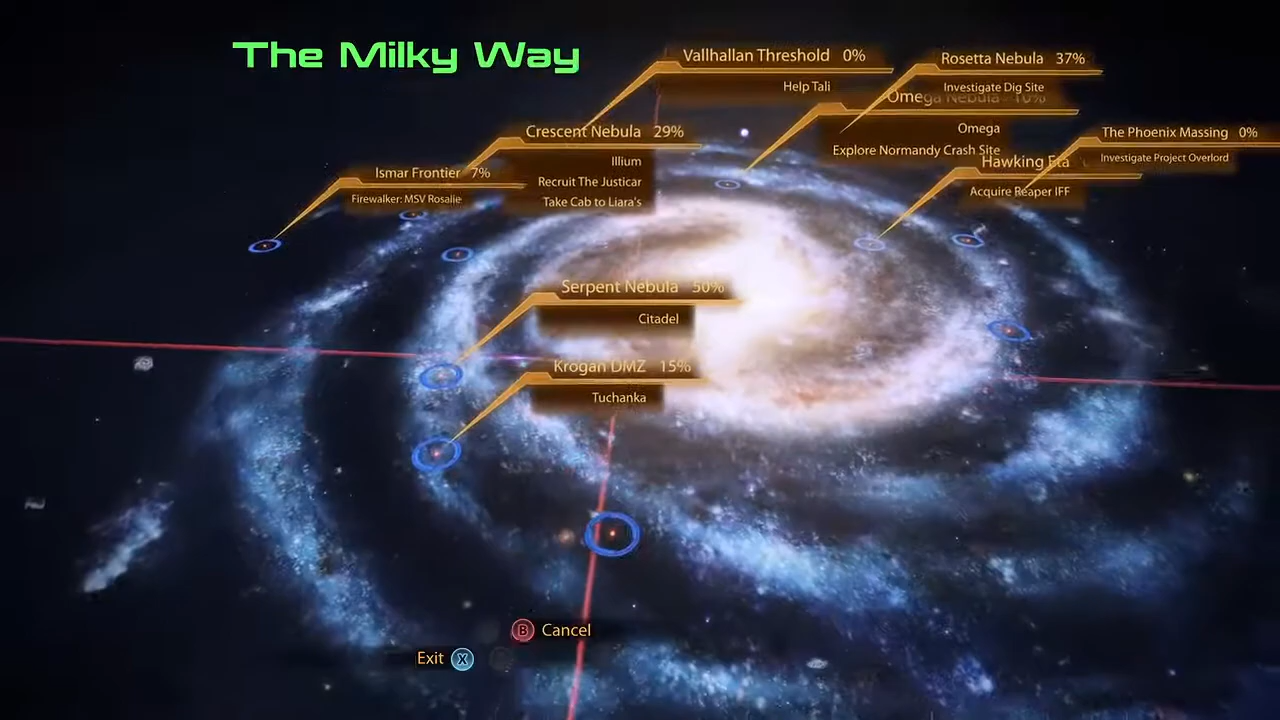 The Milky Way
Vallhallan Threshold 0%
Help Tali
Rosetta Nebula 37%
Investigate Dig Site
Omega Nebula 10%
Omega
Explore Normandy Crash Site
The Phoenix Massing 0%
Investigate Project Overlord
Hawking Eta
Acquire Reaper IFF
Crescent Nebula 29%
Illium
Recruit The Justicar
Take Cab to Liara's
Ismar Frontier 7%
Firewalker: MSV Rosalie
Serpent Nebula 50%
Citadel
Krogan DMZ 15%
Tuchanka
B Cancel
Exit X